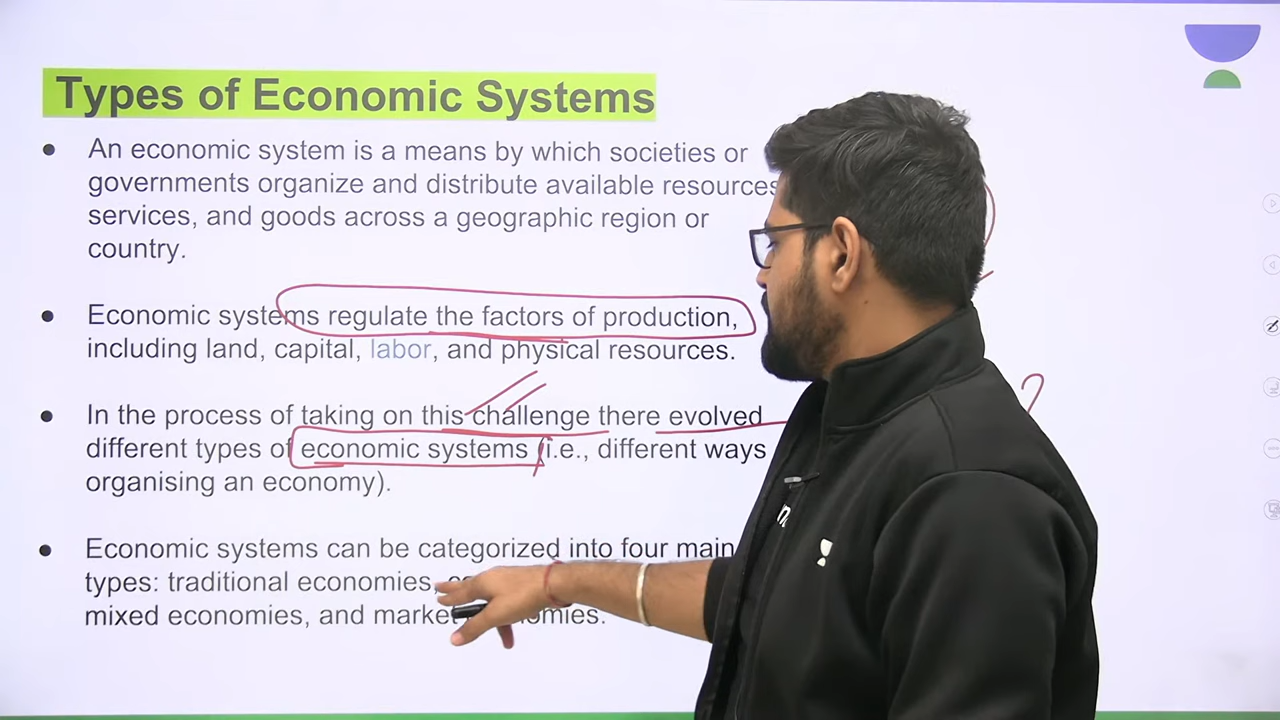 Types of Economic Systems
● An economic system is a means by which societies or
governments organize and distribute available resources
services, and goods across a geographic region or
country.
● Economic systems regulate the factors of production,
including land, capital, labor, and physical resources.
● In the process of taking on this challenge there evolved
different types of economic systems (i.e., different ways
organising an economy).
● Economic systems can be categorized into four main
types: traditional economies,
mixed economies, and market